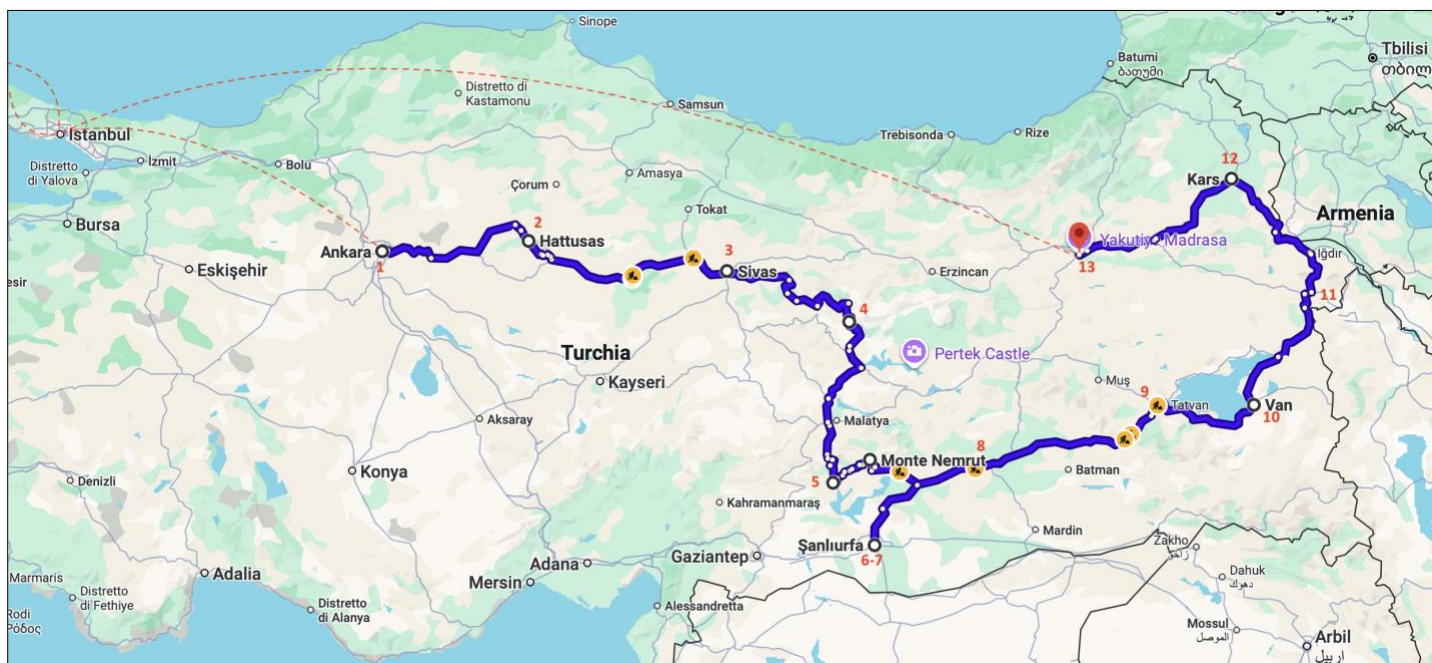 Sinope
Batumi
ბათუმი
Tbilisi
თბილ
Distretto di
Kastamonu
Samsun
Trebisonda
Rize
Istanbul
İzmit
Bolu
Distretto
di Yalova
Çorum
Amasya
12
Kars
Armenia
Bursa
Tokat
2
Hattusas
Ankara
1
Yakutiye Madrasa
13
Iğdır
Eskişehir
3
Sivas
Erzincan
11
4
Turchia
Pertek Castle
Kayseri
Muş
9
Tatvan
Van
10
Aksaray
Malatya
8
Monte Nemrut
Batman
Konya
5
Denizli
Kahramanmaraş
Mardin
Şanlıurfa
6-7
Gaziantep
Zakho
زاخو
Adana
Mersin
Marmaris
Adalia
Dahuk
دهوك
Distretto
di Fethiye
Distretto
di Alanya
Alessandretta
Rodi
Ρόδος
Mossul
الموصل
Arbil
اربيل